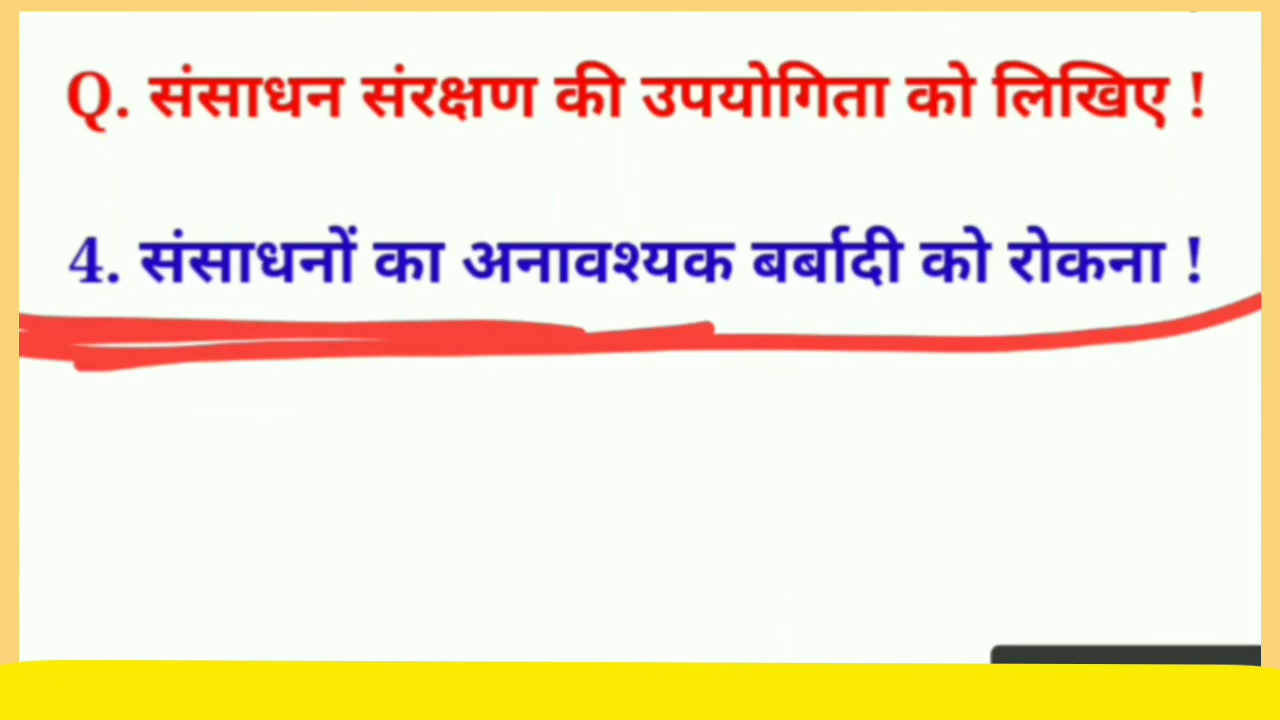 Q. संसाधन संरक्षण की उपयोगिता को लिखिए !
4. संसाधनों का अनावश्यक बर्बादी को रोकना !